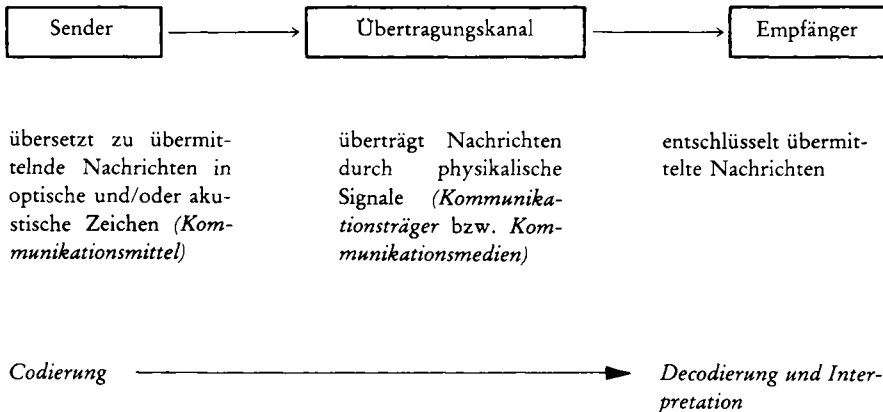 Sender
Übertragungskanal
Empfänger
übersetzt zu übermit-
telnde Nachrichten in
optische und/oder aku-
stische Zeichen (Kom-
munikationsmittel)
überträgt Nachrichten
durch physikalische
Signale (Kommunika-
tionsträger bzw. Kom-
munikationsmedien)
entschlüsselt übermit-
telte Nachrichten
Codierung
Decodierung und Inter-
pretation